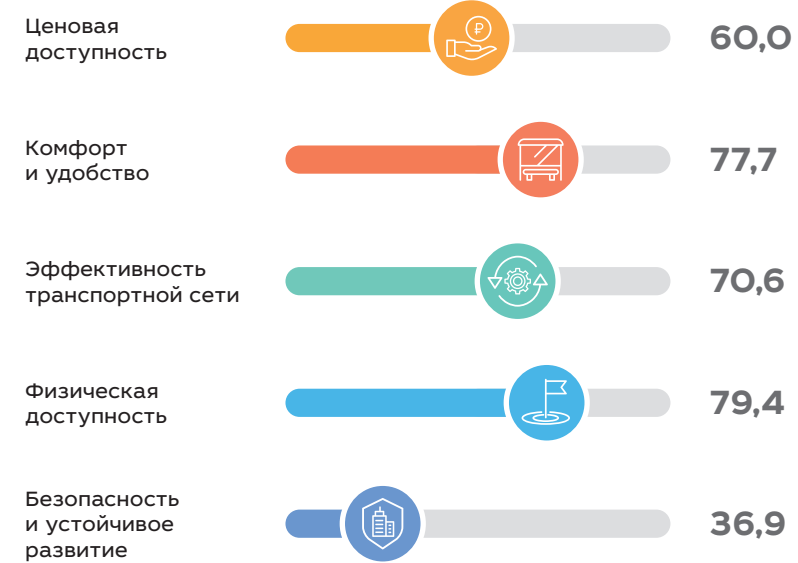 Ценовая
доступность
60,0
₽
Комфорт
и удобство
77,7
Эффективность
транспортной сети
70,6
Физическая
доступность
79,4
Безопасность
и устойчивое
развитие
36,9